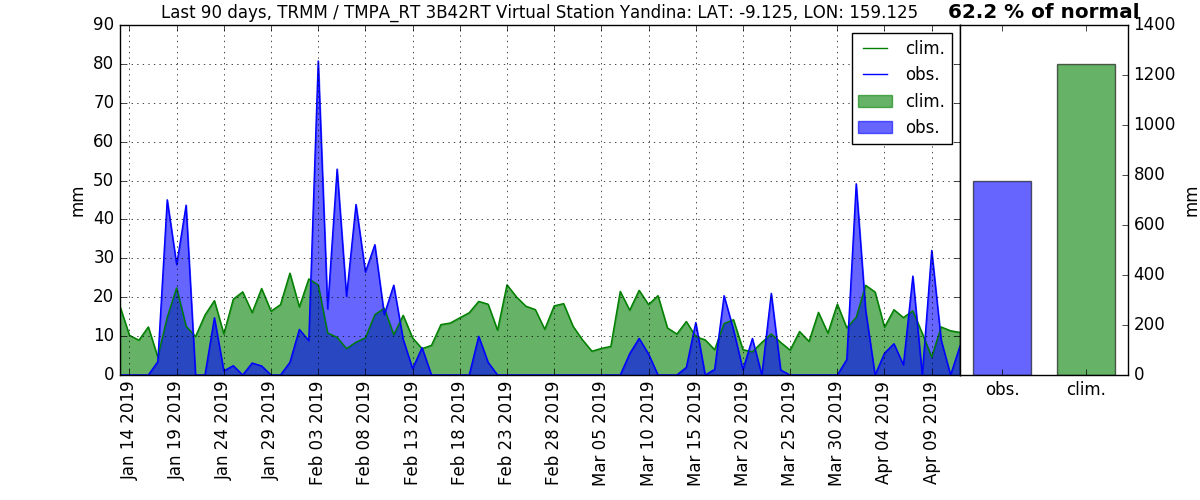 Last 90 days, TRMM / TMPA_RT 3B42RT Virtual Station Yandina: LAT: -9.125, LON: 159.125
62.2 % of normal
90
80
70
60
50
40
30
20
10
0
mm
clim.
obs.
clim.
obs.
Jan 14 2019
Jan 19 2019
Jan 24 2019
Jan 29 2019
Feb 03 2019
Feb 08 2019
Feb 13 2019
Feb 18 2019
Feb 23 2019
Feb 28 2019
Mar 05 2019
Mar 10 2019
Mar 15 2019
Mar 20 2019
Mar 25 2019
Mar 30 2019
Apr 04 2019
Apr 09 2019
1400
1200
1000
800
600
400
200
0
mm
obs.
clim.